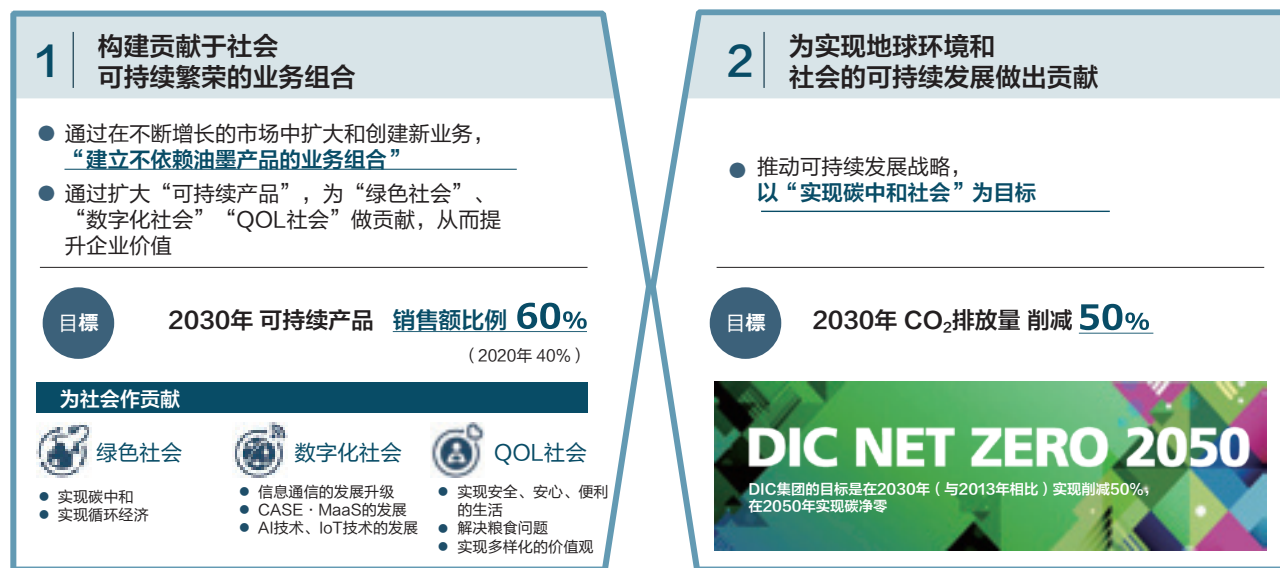 1
构建贡献于社会
可持续繁荣的业务组合
● 通过在不断增长的市场中扩大和创建新业务，
“建立不依赖油墨产品的业务组合”
● 通过扩大“可持续产品”，为“绿色社会”、
“数字化社会”“QOL社会”做贡献，从而提
升企业价值
目標
2030年 可持续产品 销售额比例 60%
（2020年 40%）
为社会作贡献
绿色社会
● 实现碳中和
● 实现循环经济
数字化社会
● 信息通信的发展升级
● CASE・MaaS的发展
● AI技术、IoT技术的发展
QOL社会
● 实现安全、安心、便利
的生活
● 解决粮食问题
● 实现多样化的价值观
2
为实现地球环境和
社会的可持续发展做出贡献
● 推动可持续发展战略，
以“实现碳中和社会”为目标
目標
2030年 CO₂排放量 削减 50%
DIC NET ZERO 2050
DIC集团的目标是在2030年（与2013年相比）实现削减50%，
在2050年实现碳净零